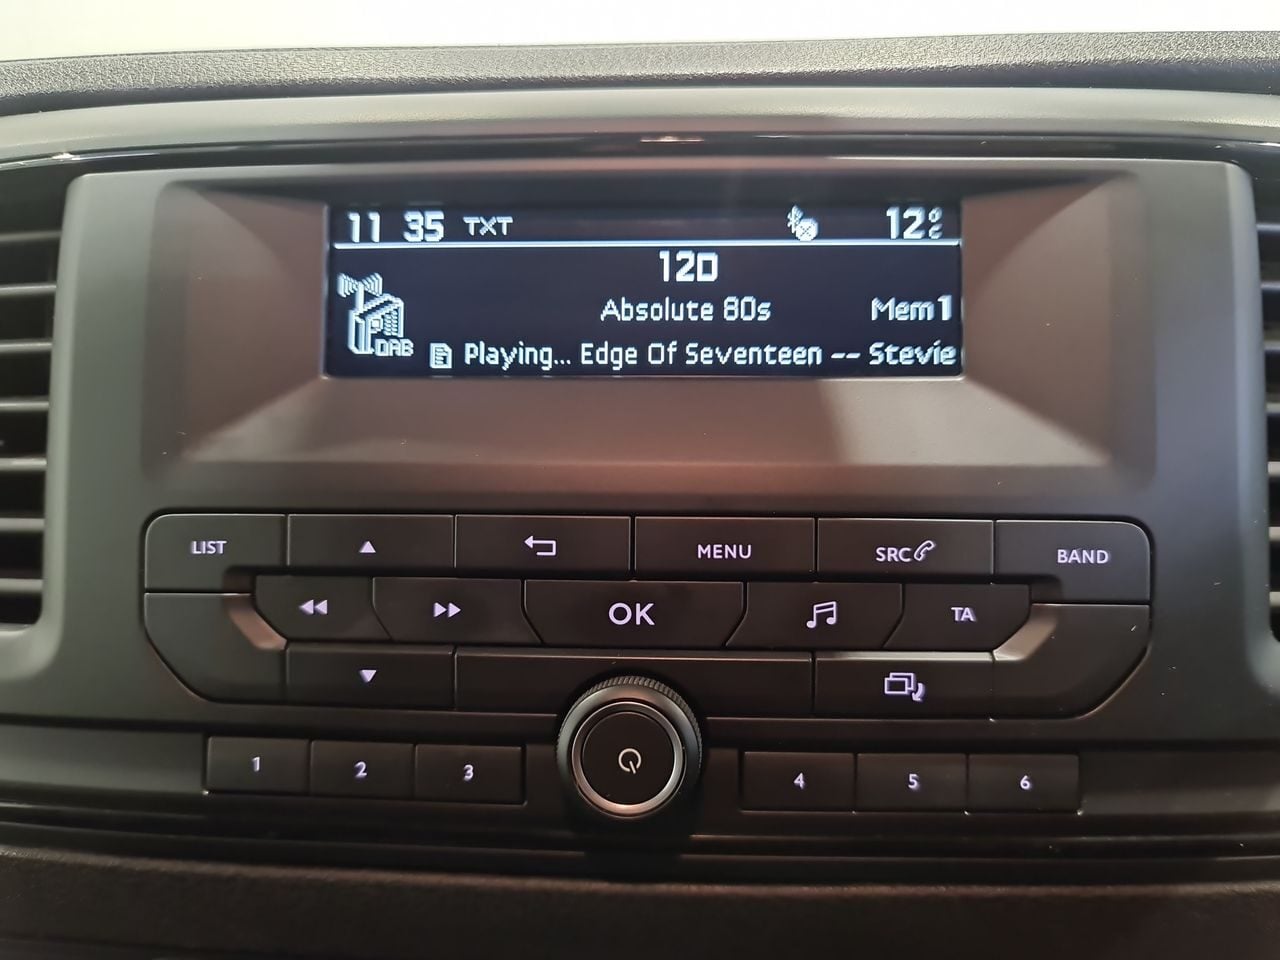 11 35 TXT 12°C
12D
Absolute 80s Mem1
DAB Playing... Edge Of Seventeen -- Stevie
LIST MENU SRC BAND
OK TA
1 2 3 4 5 6